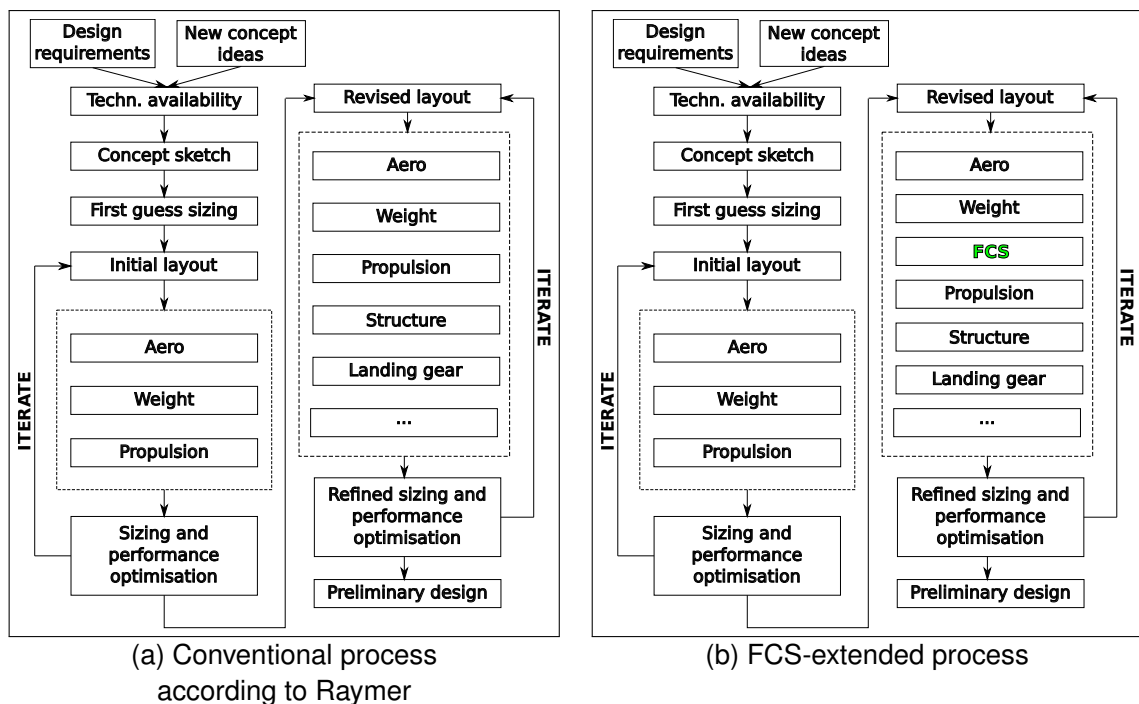 Design
requirements
New concept
ideas
Techn. availability
Concept sketch
First guess sizing
Initial layout
Aero
Weight
Propulsion
Sizing and
performance
optimisation
ITERATE
Revised layout
Aero
Weight
Propulsion
Structure
Landing gear
...
Refined sizing and
performance
optimisation
Preliminary design
ITERATE
(a) Conventional process
according to Raymer
Design
requirements
New concept
ideas
Techn. availability
Concept sketch
First guess sizing
Initial layout
Aero
Weight
Propulsion
Sizing and
performance
optimisation
ITERATE
Revised layout
Aero
Weight
FCS
Propulsion
Structure
Landing gear
...
Refined sizing and
performance
optimisation
Preliminary design
ITERATE
(b) FCS-extended process